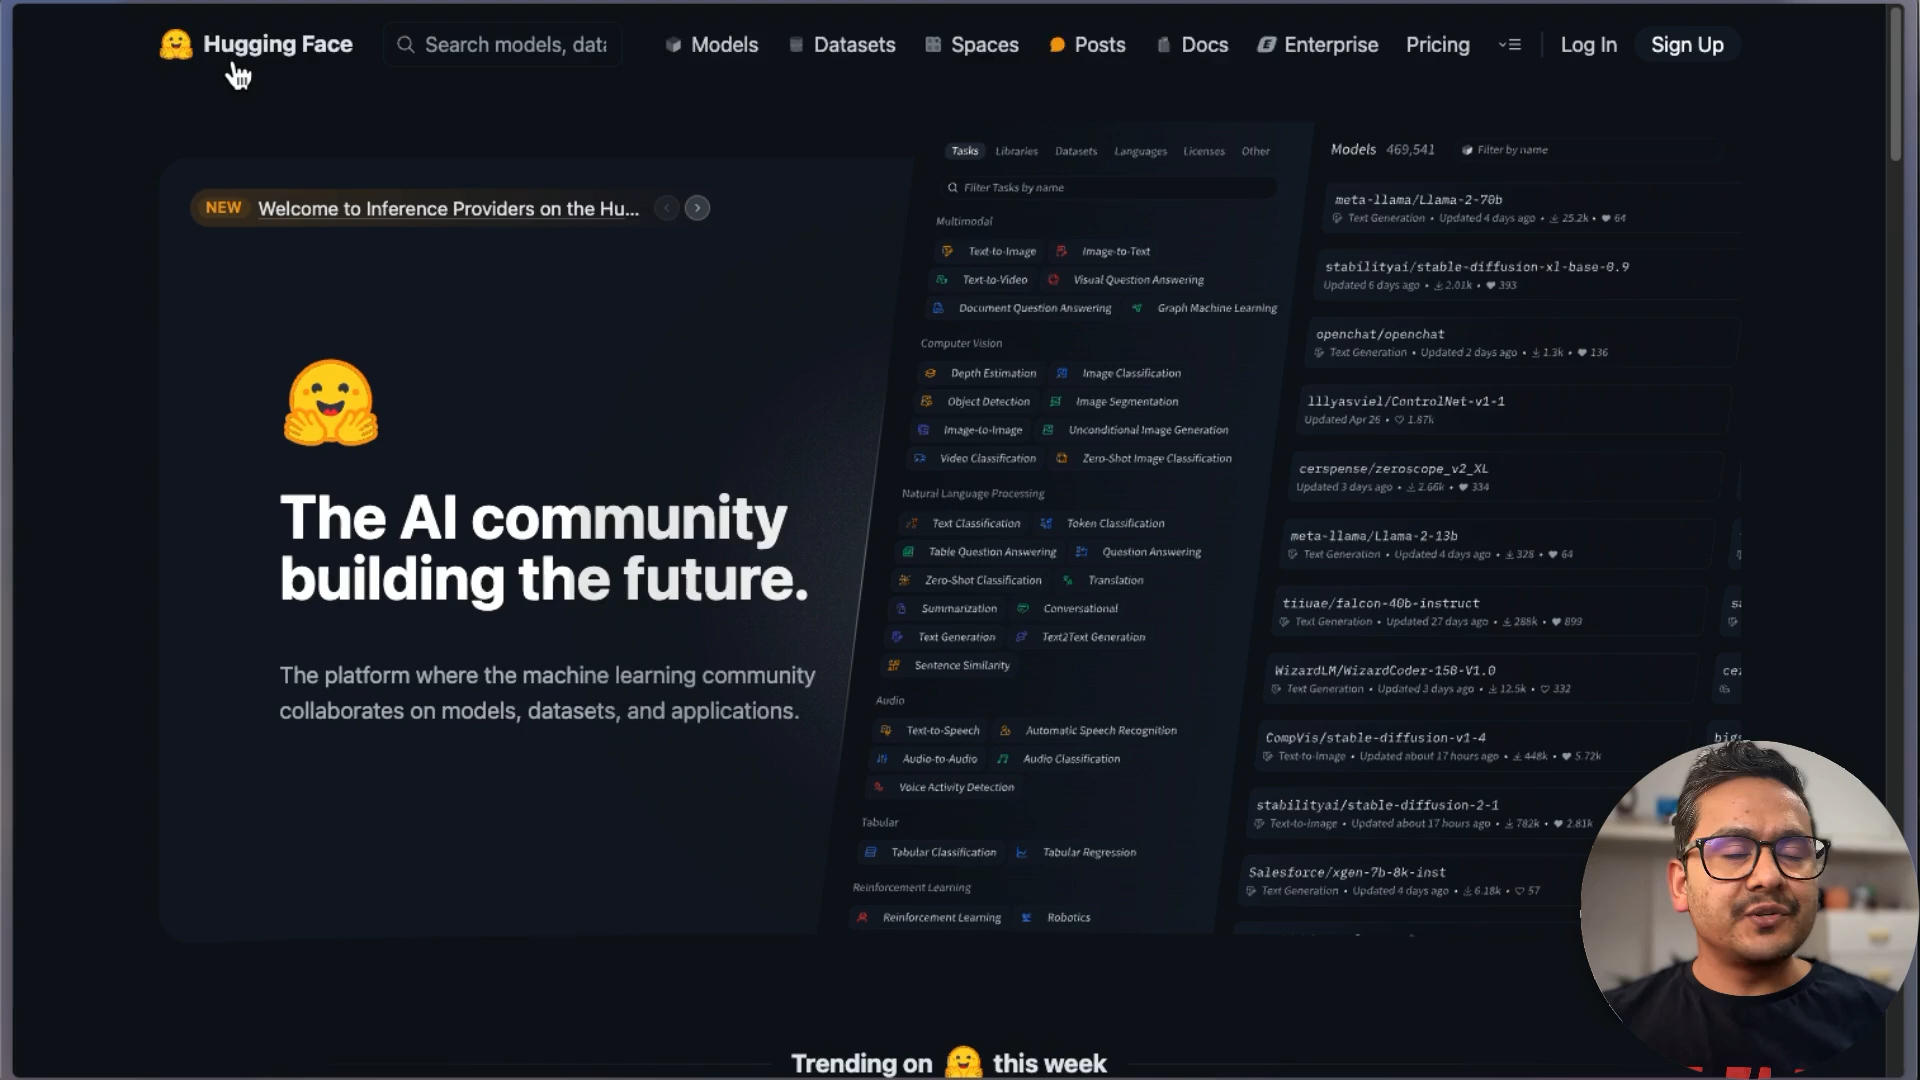 Hugging Face
Search models, data
Models
Datasets
Spaces
Posts
Docs
Enterprise
Pricing
Log In
Sign Up
NEW Welcome to Inference Providers on the Hu...
The AI community
building the future.
The platform where the machine learning community
collaborates on models, datasets, and applications.
Tasks Libraries Datasets Languages Licenses Other
Filter Tasks by name
Multimodal
Text-to-Image Image-to-Text
Text-to-Video Visual Question Answering
Document Question Answering Graph Machine Learning
Computer Vision
Depth Estimation Image Classification
Object Detection Image Segmentation
Image-to-Image Unconditional Image Generation
Video Classification Zero-Shot Image Classification
Natural Language Processing
Text Classification Token Classification
Table Question Answering Question Answering
Zero-Shot Classification Translation
Summarization Conversational
Text Generation Text2Text Generation
Sentence Similarity
Audio
Text-to-Speech Automatic Speech Recognition
Audio-to-Audio Audio Classification
Voice Activity Detection
Tabular
Tabular Classification Tabular Regression
Reinforcement Learning
Reinforcement Learning Robotics
Models 469,541 Filter by name
meta-llama/Llama-2-70b
Text Generation • Updated 4 days ago • 25.2k • 64
stabilityai/stable-diffusion-xl-base-0.9
Updated 6 days ago • 2.01k • 393
openchat/openchat
Text Generation • Updated 2 days ago • 1.3k • 136
lllyasviel/ControlNet-v1-1
Updated Apr 26 • 1.87k
cerspense/zeroscope_v2_XL
Updated 3 days ago • 2.66k • 334
meta-llama/Llama-2-13b
Text Generation • Updated 4 days ago • 328 • 64
tiiuae/falcon-40b-instruct
Text Generation • Updated 27 days ago • 288k • 899
WizardLM/WizardCoder-15B-V1.0
Text Generation • Updated 3 days ago • 12.5k • 332
CompVis/stable-diffusion-v1-4
Text-to-Image • Updated about 17 hours ago • 448k • 5.72k
stabilityai/stable-diffusion-2-1
Text-to-Image • Updated about 17 hours ago • 782k • 2.81k
Salesforce/xgen-7b-8k-inst
Text Generation • Updated 4 days ago • 6.18k • 57
Trending on this week